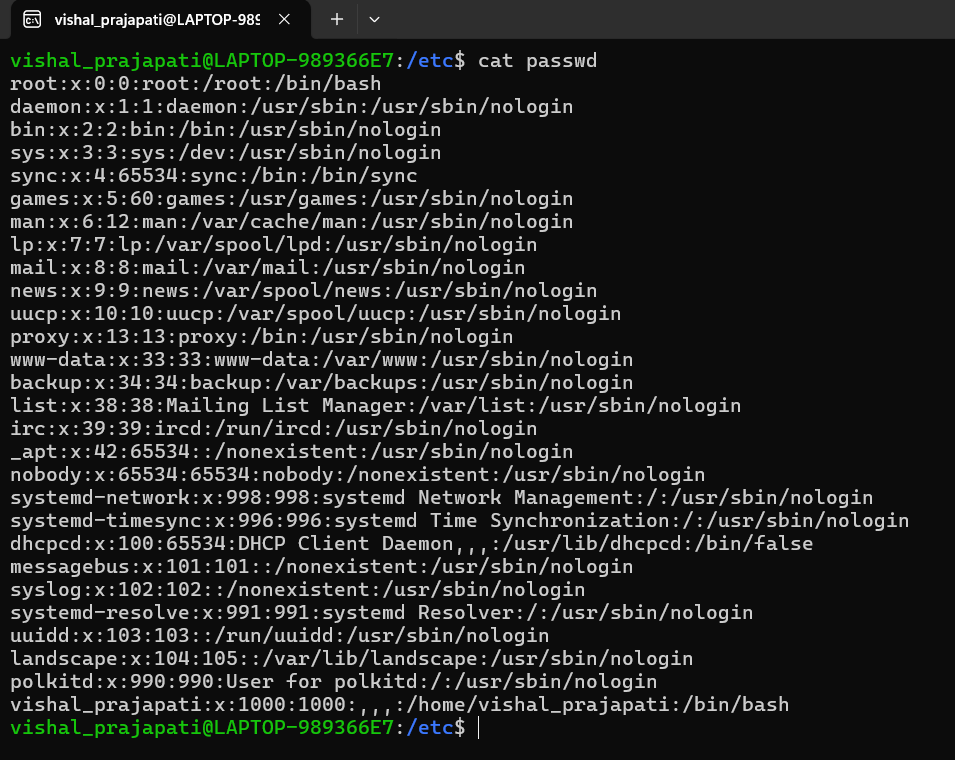 vishal_prajapati@LAPTOP-989
vishal_prajapati@LAPTOP-989366E7:/etc$ cat passwd
root:x:0:0:root:/root:/bin/bash
daemon:x:1:1:daemon:/usr/sbin:/usr/sbin/nologin
bin:x:2:2:bin:/bin:/usr/sbin/nologin
sys:x:3:3:sys:/dev:/usr/sbin/nologin
sync:x:4:65534:sync:/bin:/bin/sync
games:x:5:60:games:/usr/games:/usr/sbin/nologin
man:x:6:12:man:/var/cache/man:/usr/sbin/nologin
lp:x:7:7:lp:/var/spool/lpd:/usr/sbin/nologin
mail:x:8:8:mail:/var/mail:/usr/sbin/nologin
news:x:9:9:news:/var/spool/news:/usr/sbin/nologin
uucp:x:10:10:uucp:/var/spool/uucp:/usr/sbin/nologin
proxy:x:13:13:proxy:/bin:/usr/sbin/nologin
www-data:x:33:33:www-data:/var/www:/usr/sbin/nologin
backup:x:34:34:backup:/var/backups:/usr/sbin/nologin
list:x:38:38:Mailing List Manager:/var/list:/usr/sbin/nologin
irc:x:39:39:ircd:/run/ircd:/usr/sbin/nologin
_apt:x:42:65534::/nonexistent:/usr/sbin/nologin
nobody:x:65534:65534:nobody:/nonexistent:/usr/sbin/nologin
systemd-network:x:998:998:systemd Network Management:/:/usr/sbin/nologin
systemd-timesync:x:996:996:systemd Time Synchronization:/:/usr/sbin/nologin
dhcpcd:x:100:65534:DHCP Client Daemon,,,:/usr/lib/dhcpcd:/bin/false
messagebus:x:101:101::/nonexistent:/usr/sbin/nologin
syslog:x:102:102::/nonexistent:/usr/sbin/nologin
systemd-resolve:x:991:991:systemd Resolver:/:/usr/sbin/nologin
uuidd:x:103:103::/run/uuidd:/usr/sbin/nologin
landscape:x:104:105::/var/lib/landscape:/usr/sbin/nologin
polkitd:x:990:990:User for polkitd:/:/usr/sbin/nologin
vishal_prajapati:x:1000:1000:,,,:/home/vishal_prajapati:/bin/bash
vishal_prajapati@LAPTOP-989366E7:/etc$